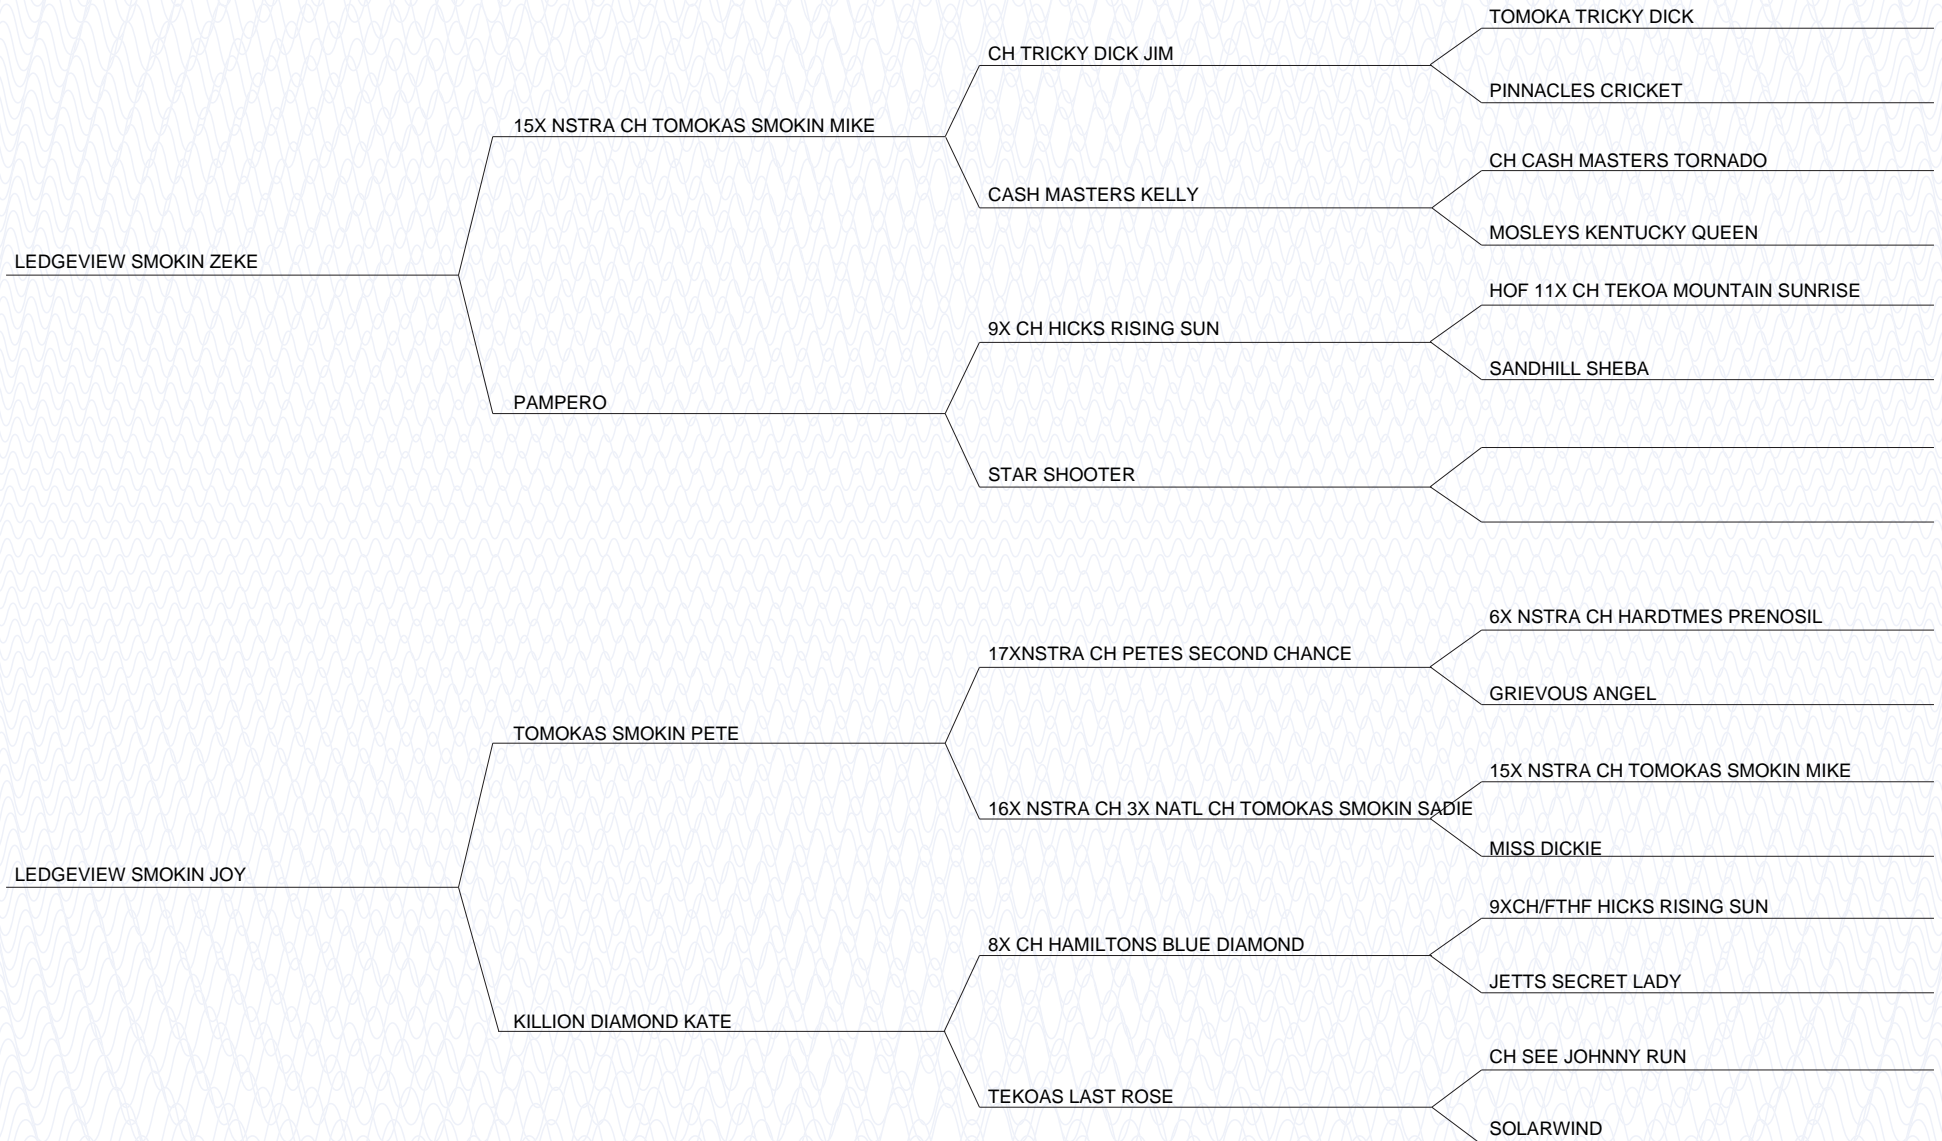 TOMOKA TRICKY DICK
CH TRICKY DICK JIM
PINNACLES CRICKET
15X NSTRA CH TOMOKAS SMOKIN MIKE
CH CASH MASTERS TORNADO
CASH MASTERS KELLY
MOSLEYS KENTUCKY QUEEN
LEDGEVIEW SMOKIN ZEKE
HOF 11X CH TEKOA MOUNTAIN SUNRISE
9X CH HICKS RISING SUN
SANDHILL SHEBA
PAMPERO
STAR SHOOTER
6X NSTRA CH HARDTMES PRENOSIL
17XNSTRA CH PETES SECOND CHANCE
GRIEVOUS ANGEL
TOMOKAS SMOKIN PETE
15X NSTRA CH TOMOKAS SMOKIN MIKE
16X NSTRA CH 3X NATL CH TOMOKAS SMOKIN SADIE
MISS DICKIE
LEDGEVIEW SMOKIN JOY
9XCH/FTHF HICKS RISING SUN
8X CH HAMILTONS BLUE DIAMOND
JETTS SECRET LADY
KILLION DIAMOND KATE
CH SEE JOHNNY RUN
TEKOAS LAST ROSE
SOLARWIND